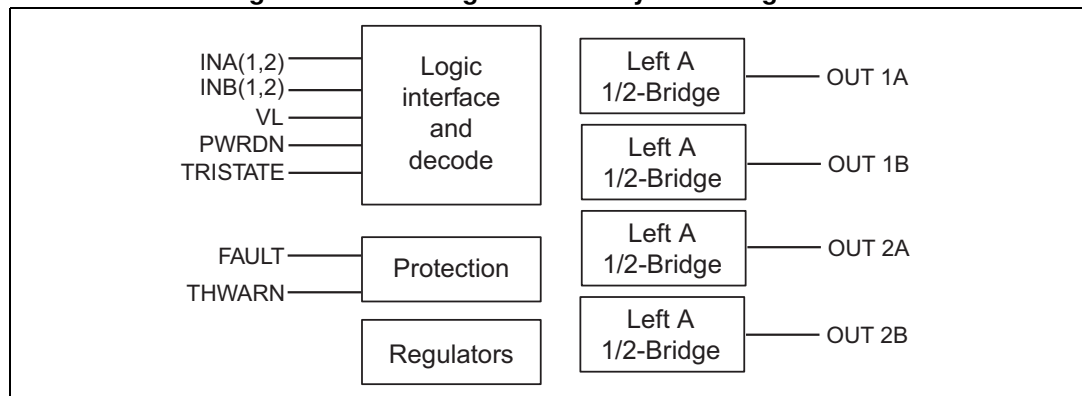 INA(1,2)
INB(1,2)
VL
PWRDN
TRISTATE
Logic
interface
and
decode
FAULT
THWARN
Protection
Regulators
Left A
1/2-Bridge
OUT 1A
Left A
1/2-Bridge
OUT 1B
Left A
1/2-Bridge
OUT 2A
Left A
1/2-Bridge
OUT 2B